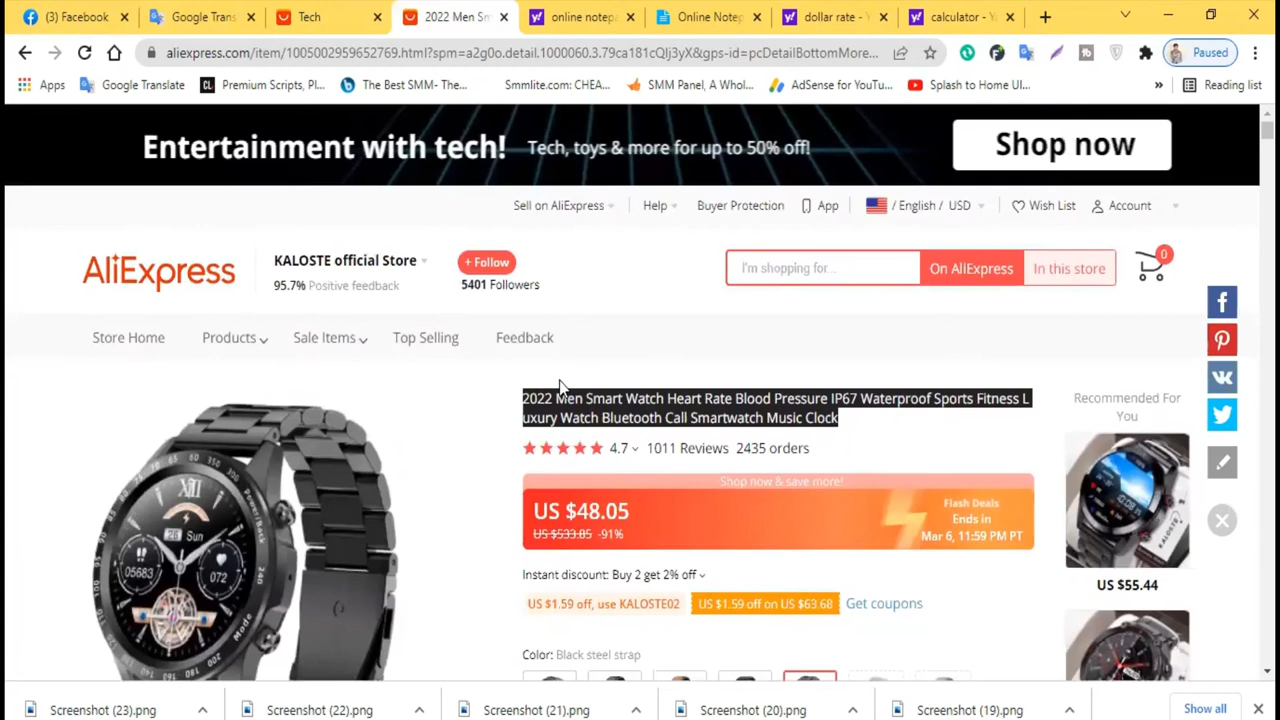 (3) Facebook
Google Trans
Tech
2022 Men Sm
online notepa
Online Notep
dollar rate - Y
calculator - Ya
aliexpress.com/item/1005002959652769.html?spm=a2g0o.detail.1000060.3.79ca181cQlj3yX&gps-id=pcDetailBottomMore...
Paused
Apps
Google Translate
Premium Scripts, Pl...
The Best SMM- The...
Smmlite.com: CHEA...
SMM Panel, A Whol...
AdSense for YouTu...
Splash to Home UI...
»
Reading list
Entertainment with tech!
Tech, toys & more for up to 50% off!
Shop now
Sell on AliExpress
Help
Buyer Protection
App
/ English / USD
Wish List
Account
AliExpress
KALOSTE official Store
95.7% Positive feedback
+ Follow
5401 Followers
I'm shopping for...
On AliExpress
In this store
0
Store Home
Products
Sale Items
Top Selling
Feedback
2022 Men Smart Watch Heart Rate Blood Pressure IP67 Waterproof Sports Fitness L
uxury Watch Bluetooth Call Smartwatch Music Clock
4.7
1011 Reviews
2435 orders
Shop now & save more!
US $48.05
US $533.85 -91%
Flash Deals
Ends in
Mar 6, 11:59 PM PT
Instant discount: Buy 2 get 2% off
US $1.59 off, use KALOSTE02
US $1.59 off on US $63.68
Get coupons
Color: Black steel strap
Recommended For
You
US $55.44
28 Sun
05683
072
Screenshot (23).png
Screenshot (22).png
Screenshot (21).png
Screenshot (20).png
Screenshot (19).png
Show all